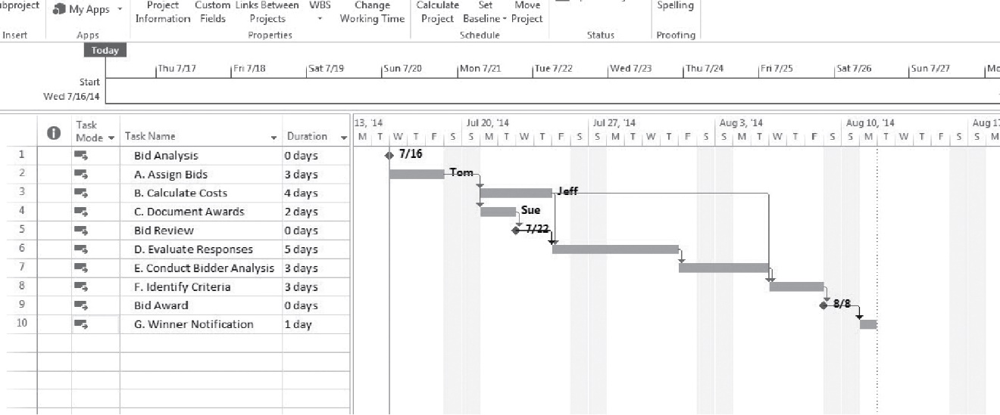 bproject My Apps Project Custom Links Between WBS Change Calculate Set Move Spelling
Information Fields Projects Working Time Project Baseline Project
Insert Apps Properties Schedule Status Proofing
Today
Thu 7/17 Fri 7/18 Sat 7/19 Sun 7/20 Mon 7/21 Tue 7/22 Wed 7/23 Thu 7/24 Fri 7/25 Sat 7/26 Sun 7/27 Mo
Start
Wed 7/16/14
Task Mode Task Name Duration
13, '14 Jul 20, '14 Jul 27, '14 Aug 3, '14 Aug 10, '14 Aug 17
M T W T F S S M T W T F S S M T W T F S S M T W T F S S M T W T F S S M
1 Bid Analysis 0 days 7/16
2 A. Assign Bids 3 days Tom
3 B. Calculate Costs 4 days Jeff
4 C. Document Awards 2 days Sue
5 Bid Review 0 days 7/22
6 D. Evaluate Responses 5 days
7 E. Conduct Bidder Analysis 3 days
8 F. Identify Criteria 3 days
9 Bid Award 0 days 8/8
10 G. Winner Notification 1 day